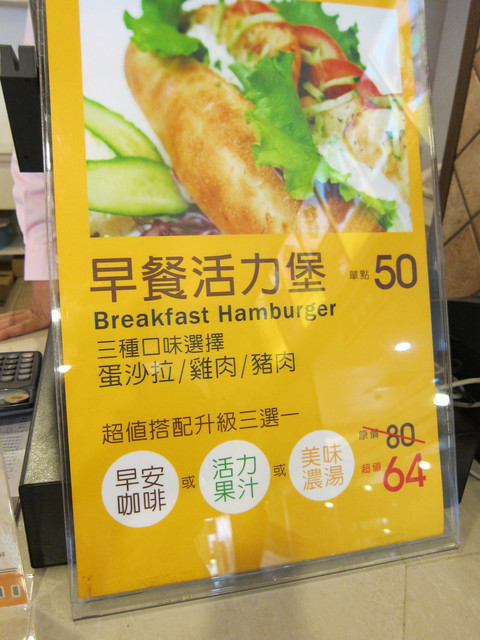 早餐活力堡 單點 50
Breakfast Hamburger
三種口味選擇
蛋沙拉/雞肉/豬肉
超值搭配升級三選一
原價 80
早安咖啡 或 活力果汁 或 美味濃湯
超值 64